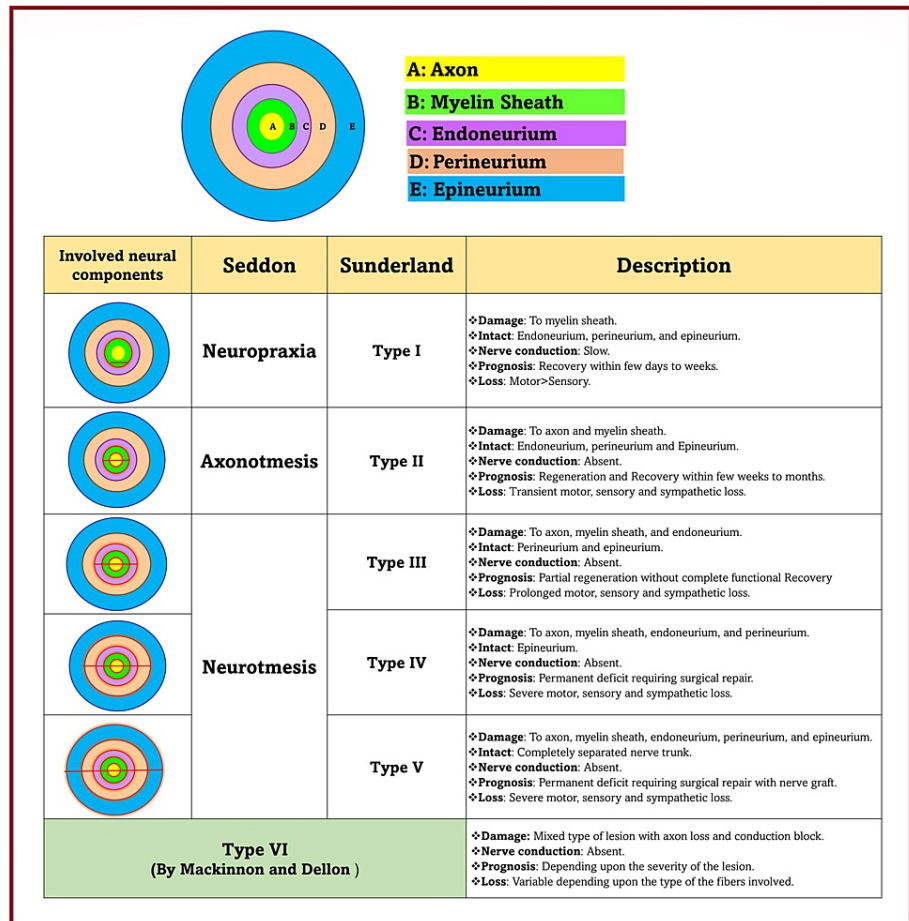 A B C D E
A: Axon
B: Myelin Sheath
C: Endoneurium
D: Perineurium
E: Epineurium
Involved neural
components
Seddon
Sunderland
Description
Neuropraxia
Type I
❖Damage: To myelin sheath.
❖Intact: Endoneurium, perineurium, and epineurium.
❖Nerve conduction: Slow.
❖Prognosis: Recovery within few days to weeks.
❖Loss: Motor>Sensory.
Axonotmesis
Type II
❖Damage: To axon and myelin sheath.
❖Intact: Endoneurium, perineurium and Epineurium.
❖Nerve conduction: Absent.
❖Prognosis: Regeneration and Recovery within few weeks to months.
❖Loss: Transient motor, sensory and sympathetic loss.
Neurotmesis
Type III
❖Damage: To axon, myelin sheath, and endoneurium.
❖Intact: Perineurium and epineurium.
❖Nerve conduction: Absent.
❖Prognosis: Partial regeneration without complete functional Recovery
❖Loss: Prolonged motor, sensory and sympathetic loss.
Type IV
❖Damage: To axon, myelin sheath, endoneurium, and perineurium.
❖Intact: Epineurium.
❖Nerve conduction: Absent.
❖Prognosis: Permanent deficit requiring surgical repair.
❖Loss: Severe motor, sensory and sympathetic loss.
Type V
❖Damage: To axon, myelin sheath, endoneurium, perineurium, and epineurium.
❖Intact: Completely separated nerve trunk.
❖Nerve conduction: Absent.
❖Prognosis: Permanent deficit requiring surgical repair with nerve graft.
❖Loss: Severe motor, sensory and sympathetic loss.
Type VI
(By Mackinnon and Dellon )
❖Damage: Mixed type of lesion with axon loss and conduction block.
❖Nerve conduction: Absent.
❖Prognosis: Depending upon the severity of the lesion.
❖Loss: Variable depending upon the type of the fibers involved.